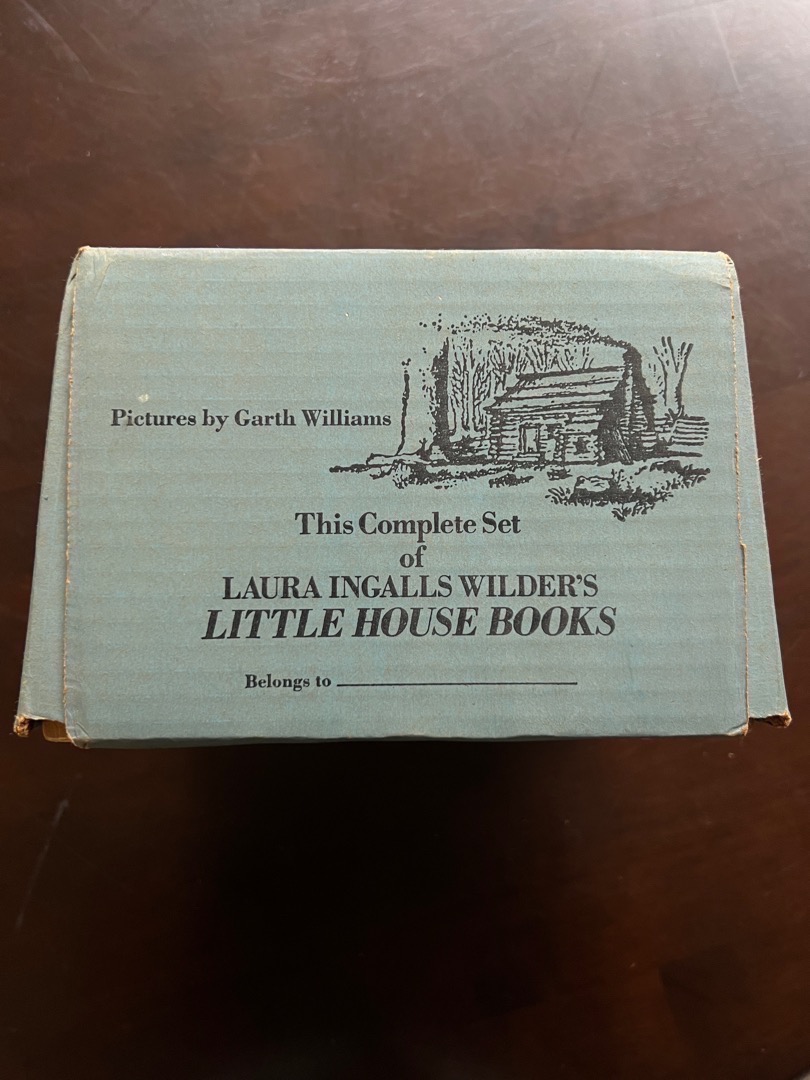 Pictures by Garth Williams
This Complete Set
of
LAURA INGALLS WILDER'S
LITTLE HOUSE BOOKS
Belongs to